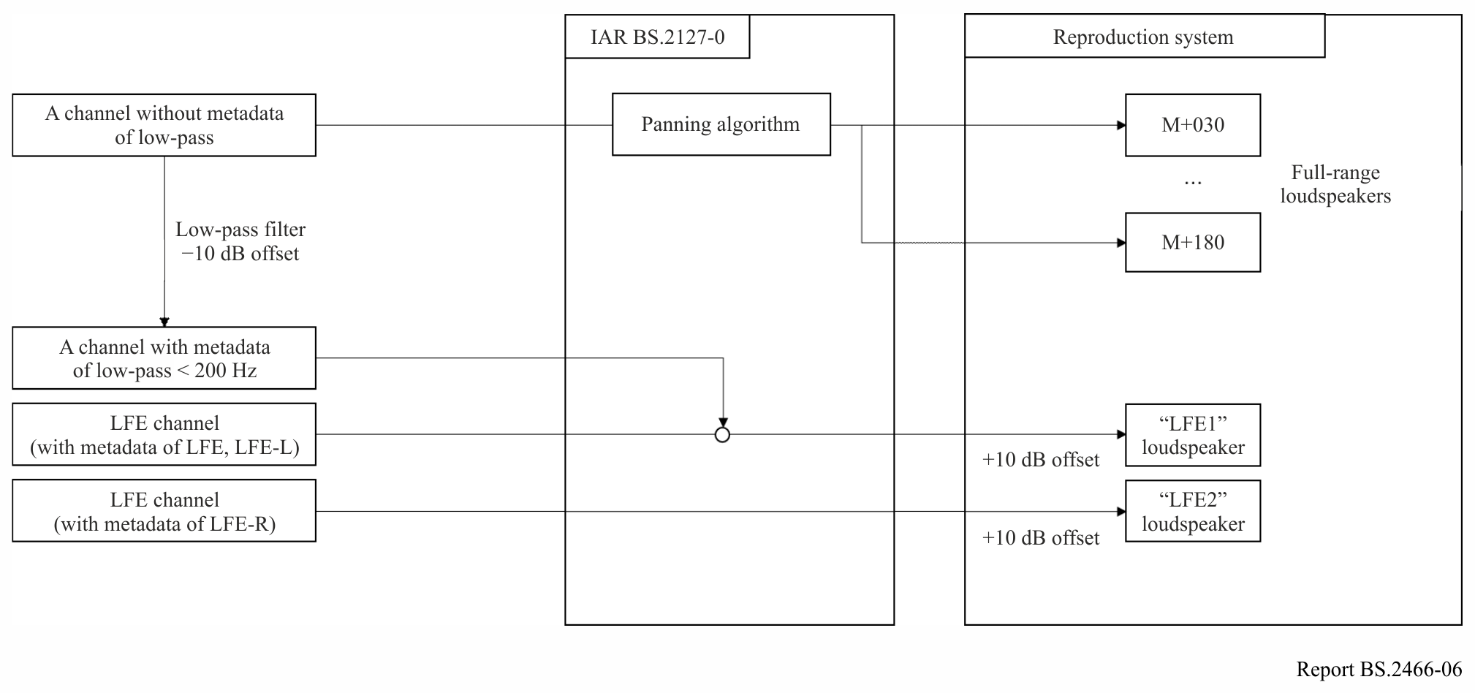 IAR BS.2127-0
Reproduction system
A channel without metadata
of low-pass
Panning algorithm
M+030
...
Full-range
loudspeakers
M+180
Low-pass filter
−10 dB offset
A channel with metadata
of low-pass < 200 Hz
LFE channel
(with metadata of LFE, LFE-L)
+10 dB offset
“LFE1”
loudspeaker
LFE channel
(with metadata of LFE-R)
+10 dB offset
“LFE2”
loudspeaker
Report BS.2466-06